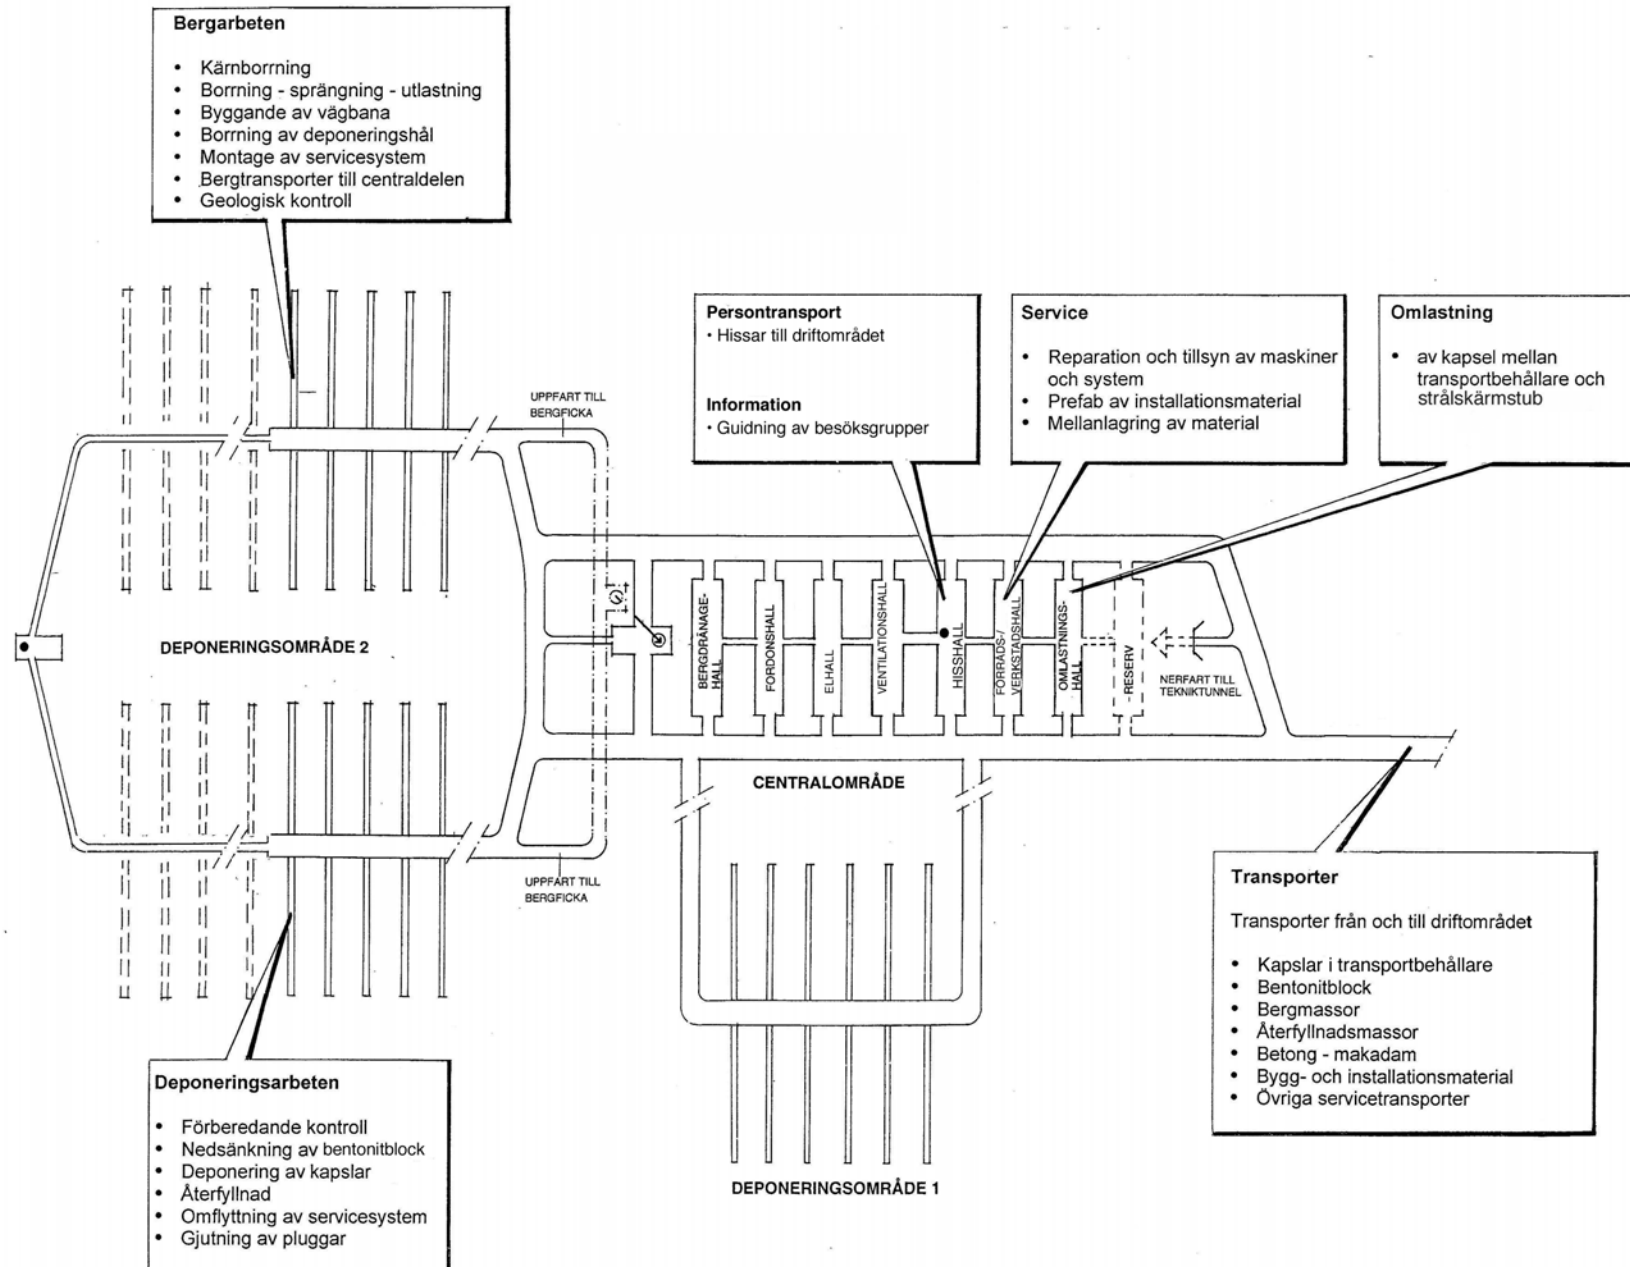 Bergarbeten
• Kärnborrning
• Borrning - sprängning - utlastning
• Byggande av vägbana
• Borrning av deponeringshål
• Montage av servicesystem
• Bergtransporter till centraldelen
• Geologisk kontroll
Persontransport
• Hissar till driftområdet
Information
• Guidning av besöksgrupper
Service
• Reparation och tillsyn av maskiner
och system
• Prefab av installationsmaterial
• Mellanlagring av material
Omlastning
• av kapsel mellan
transportbehållare och
strålskärmstub
UPPFART TILL
BERGFICKA
DEPONERINGSOMRÅDE 2
BERGDRÄNAGE-
HALL
FORDONSHALL
ELHALL
VENTILATIONSHALL
HISSHALL
FÖRRÅDS-/
VERKSTADSHALL
OMLASTNINGS-
HALL
RESERV
NERFART TILL
TEKNIKTUNNEL
CENTRALOMRÅDE
UPPFART TILL
BERGFICKA
Transporter
Transporter från och till driftområdet
• Kapslar i transportbehållare
• Bentonitblock
• Bergmassor
• Återfyllnadsmassor
• Betong - makadam
• Bygg- och installationsmaterial
• Övriga servicetransporter
Deponeringsarbeten
• Förberedande kontroll
• Nedsänkning av bentonitblock
• Deponering av kapslar
• Återfyllnad
• Omflyttning av servicesystem
• Gjutning av pluggar
DEPONERINGSOMRÅDE 1